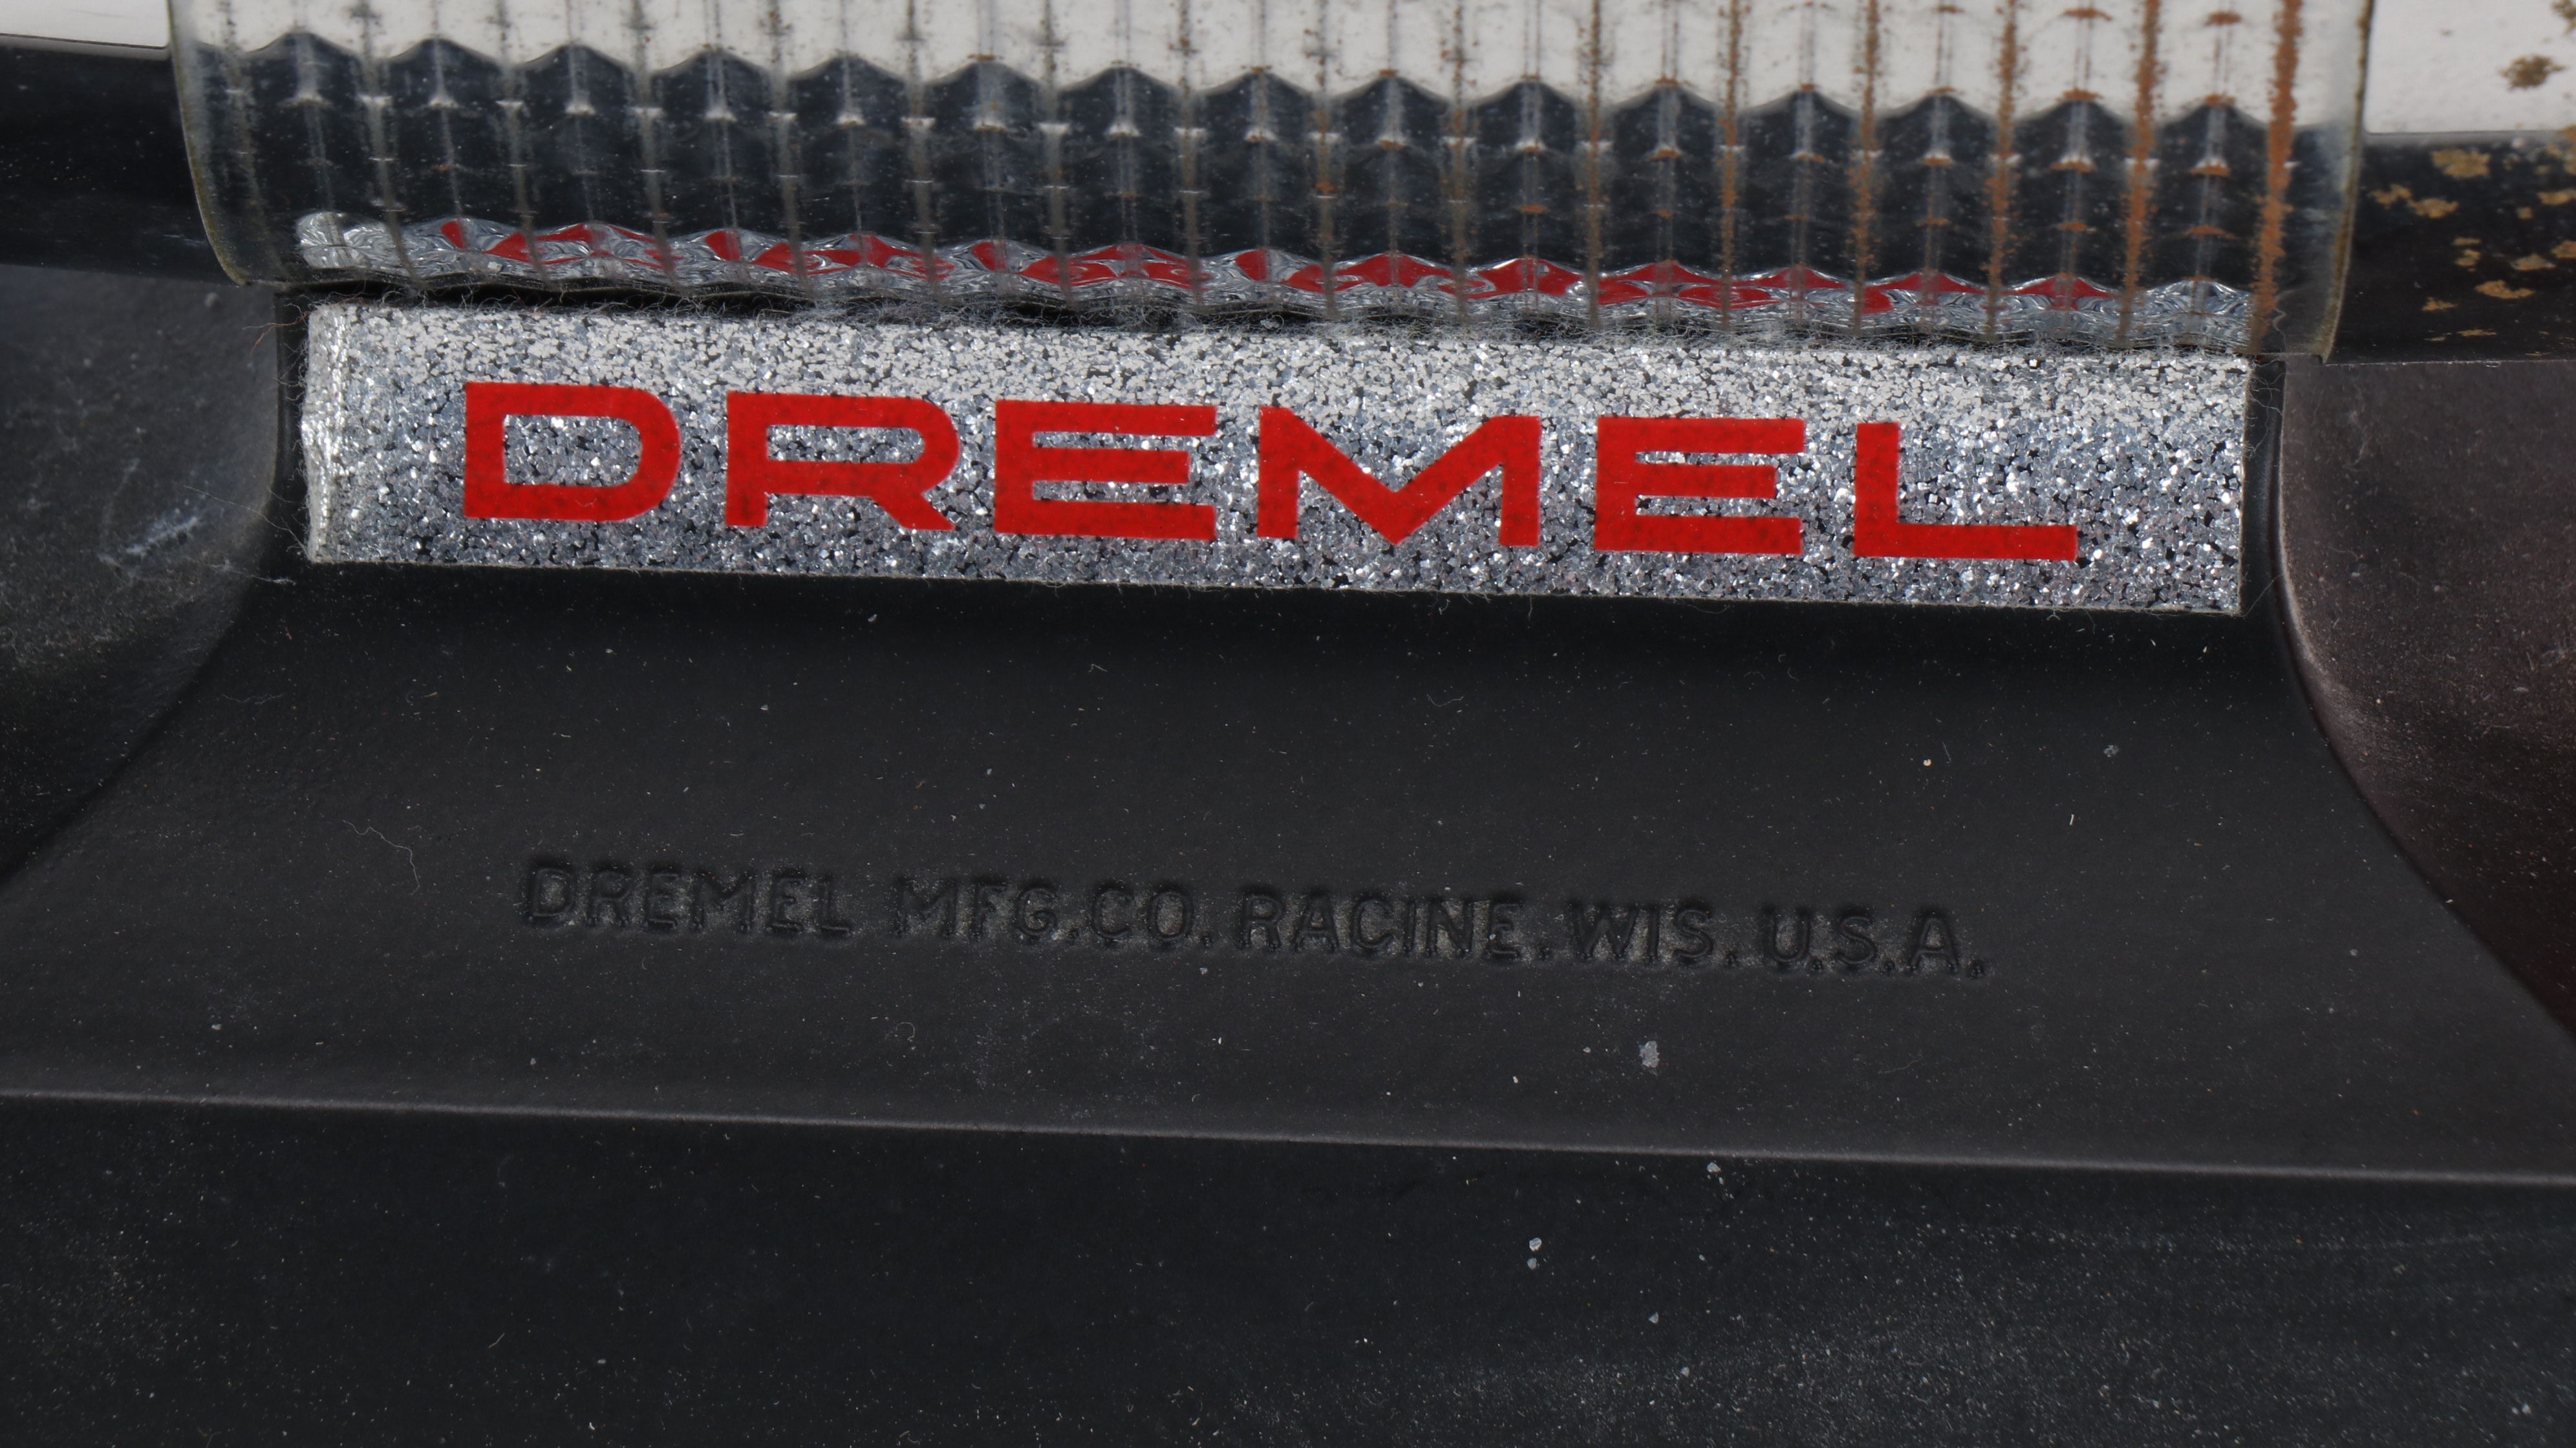 DREMEL
DREMEL MFG.CO. RACINE. WIS. U.S.A.